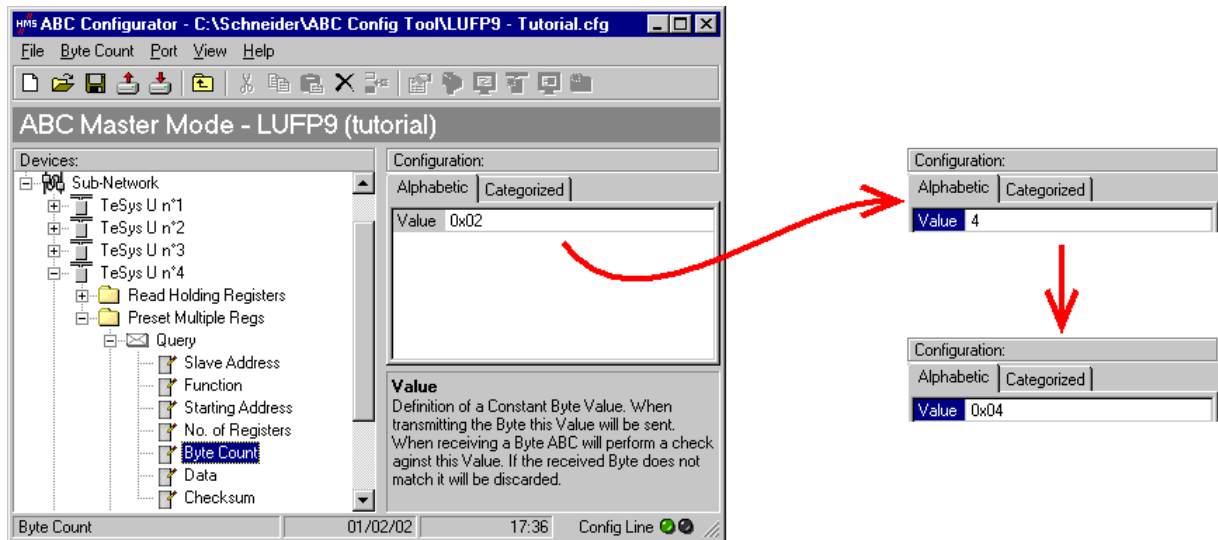 HMS ABC Configurator - C:\Schneider\ABC Config Tool\LUFP9 - Tutorial.cfg
File Byte Count Port View Help
ABC Master Mode - LUFP9 (tutorial)
Devices:
Sub-Network
TeSys U n°1
TeSys U n°2
TeSys U n°3
TeSys U n°4
Read Holding Registers
Preset Multiple Regs
Query
Slave Address
Function
Starting Address
No. of Registers
Byte Count
Data
Checksum
Configuration:
Alphabetic Categorized
Value 0x02
Value
Definition of a Constant Byte Value. When
transmitting the Byte this Value will be sent.
When receiving a Byte ABC will perform a check
aginst this Value. If the received Byte does not
match it will be discarded.
Byte Count 01/02/02 17:36 Config Line
Configuration:
Alphabetic Categorized
Value 4
Configuration:
Alphabetic Categorized
Value 0x04